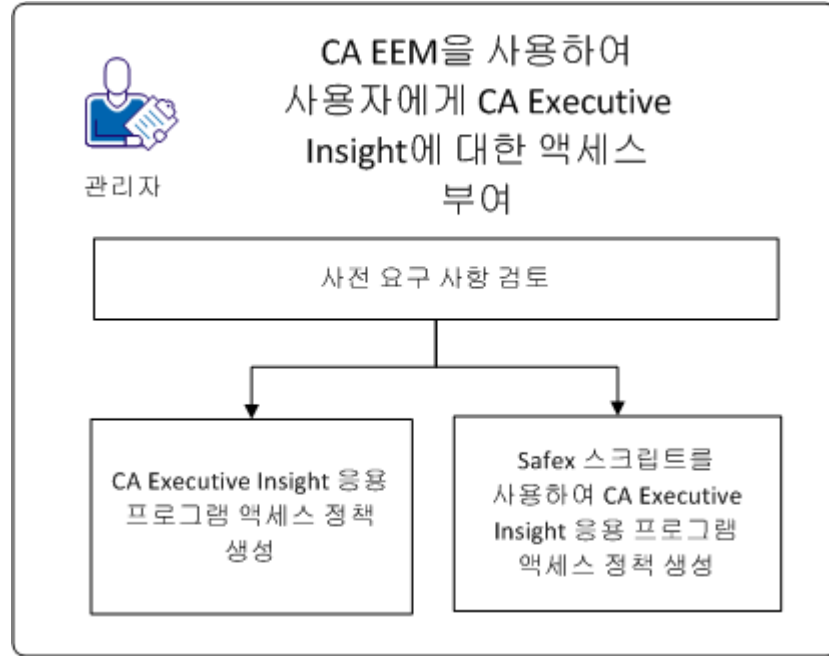 CA EEM을 사용하여
사용자에게 CA Executive
Insight에 대한 액세스
부여
관리자
사전 요구 사항 검토
CA Executive Insight 응용
프로그램 액세스 정책
생성
Safex 스크립트를
사용하여 CA Executive
Insight 응용 프로그램
액세스 정책 생성